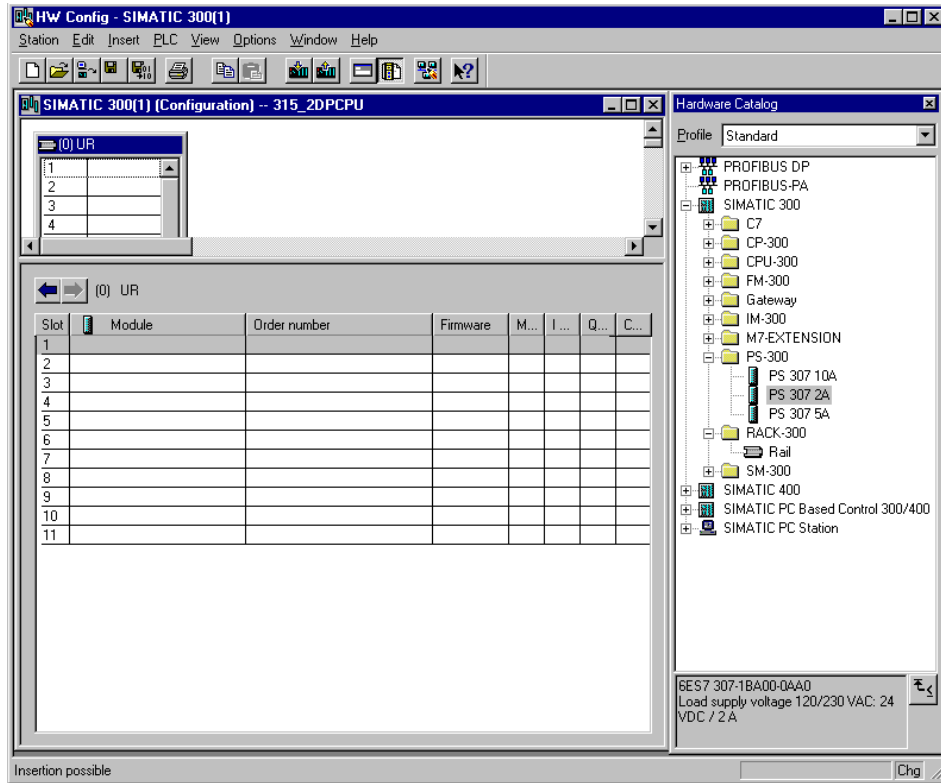 HW Config - SIMATIC 300(1)
Station Edit Insert PLC View Options Window Help
SIMATIC 300(1) (Configuration) -- 315_2DPCPU
(0) UR
1
2
3
4
(0) UR
Slot Module Order number Firmware M... I ... Q... C...
1
2
3
4
5
6
7
8
9
10
11
Hardware Catalog
Profile Standard
PROFIBUS DP
PROFIBUS-PA
SIMATIC 300
C7
CP-300
CPU-300
FM-300
Gateway
IM-300
M7-EXTENSION
PS-300
PS 307 10A
PS 307 2A
PS 307 5A
RACK-300
Rail
SM-300
SIMATIC 400
SIMATIC PC Based Control 300/400
SIMATIC PC Station
6ES7 307-1BA00-0AA0
Load supply voltage 120/230 VAC: 24
VDC / 2 A
Insertion possible
Chg